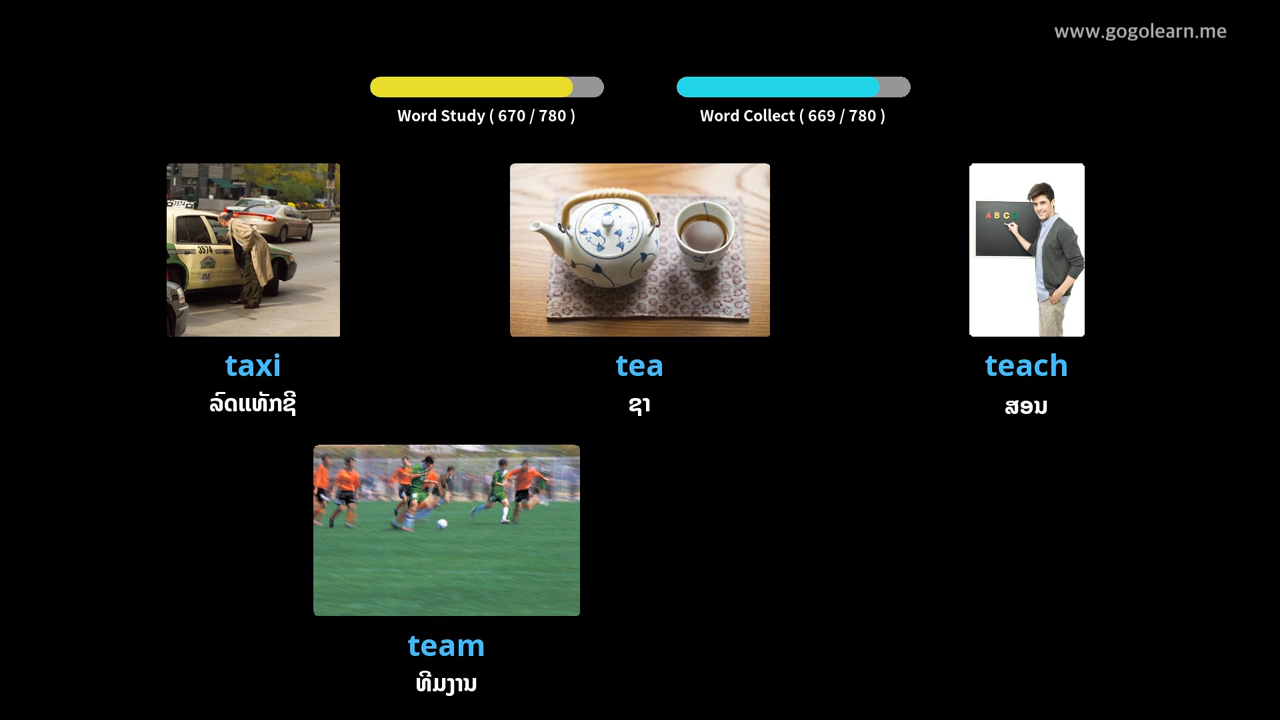 www.gogolearn.me
Word Study ( 670 / 780 )
Word Collect ( 669 / 780 )
3574
A B C D
taxi
ລົດແທັກຊີ
tea
ຊາ
teach
ສອນ
team
ທີມງານ